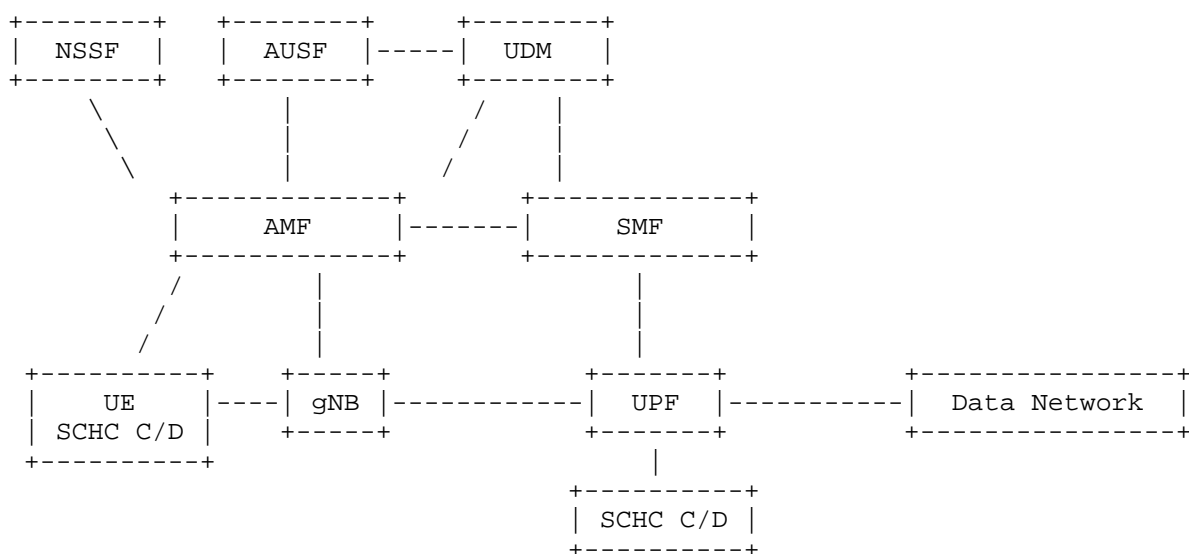 NSSF AUSF UDM
AMF SMF
UE gNB UPF Data Network
SCHC C/D
SCHC C/D